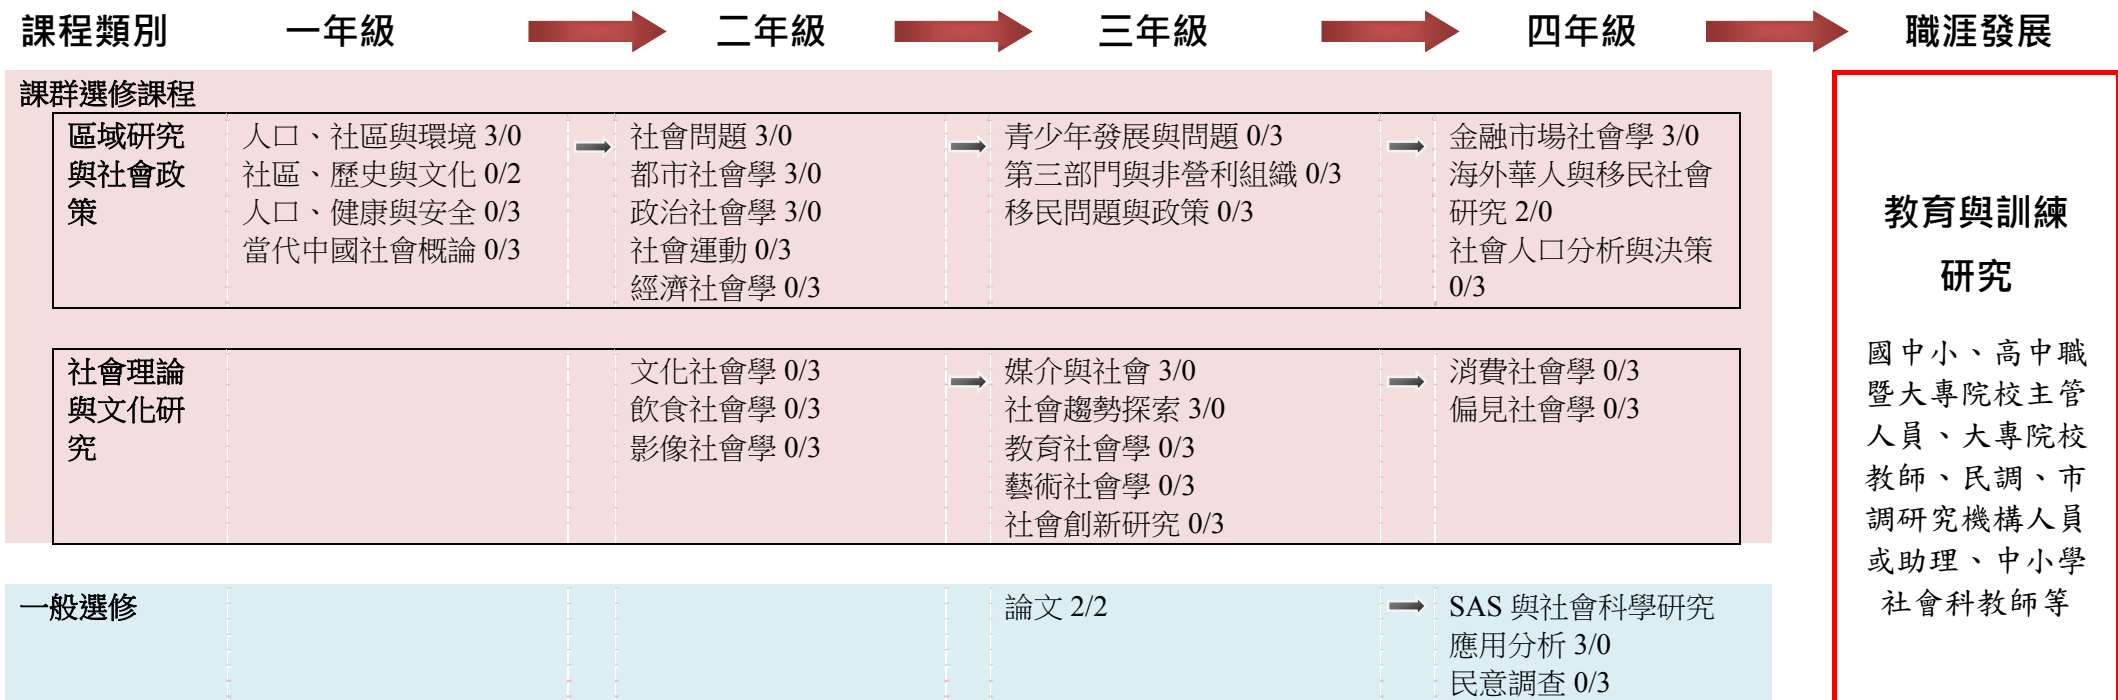 課程類別
一年級
二年級
三年級
四年級
職涯發展
課群選修課程
區域研究
與社會政
策
人口、社區與環境 3/0
社區、歷史與文化 0/2
人口、健康與安全 0/3
當代中國社會概論 0/3
社會問題 3/0
都市社會學 3/0
政治社會學 3/0
社會運動 0/3
經濟社會學 0/3
青少年發展與問題 0/3
第三部門與非營利組織 0/3
移民問題與政策 0/3
金融市場社會學 3/0
海外華人與移民社會
研究 2/0
社會人口分析與決策
0/3
社會理論
與文化研
究
文化社會學 0/3
飲食社會學 0/3
影像社會學 0/3
媒介與社會 3/0
社會趨勢探索 3/0
教育社會學 0/3
藝術社會學 0/3
社會創新研究 0/3
消費社會學 0/3
偏見社會學 0/3
一般選修
論文 2/2
SAS 與社會科學研究
應用分析 3/0
民意調查 0/3
教育與訓練
研究
國中小、高中職
暨大專院校主管
人員、大專院校
教師、民調、市
調研究機構人員
或助理、中小學
社會科教師等